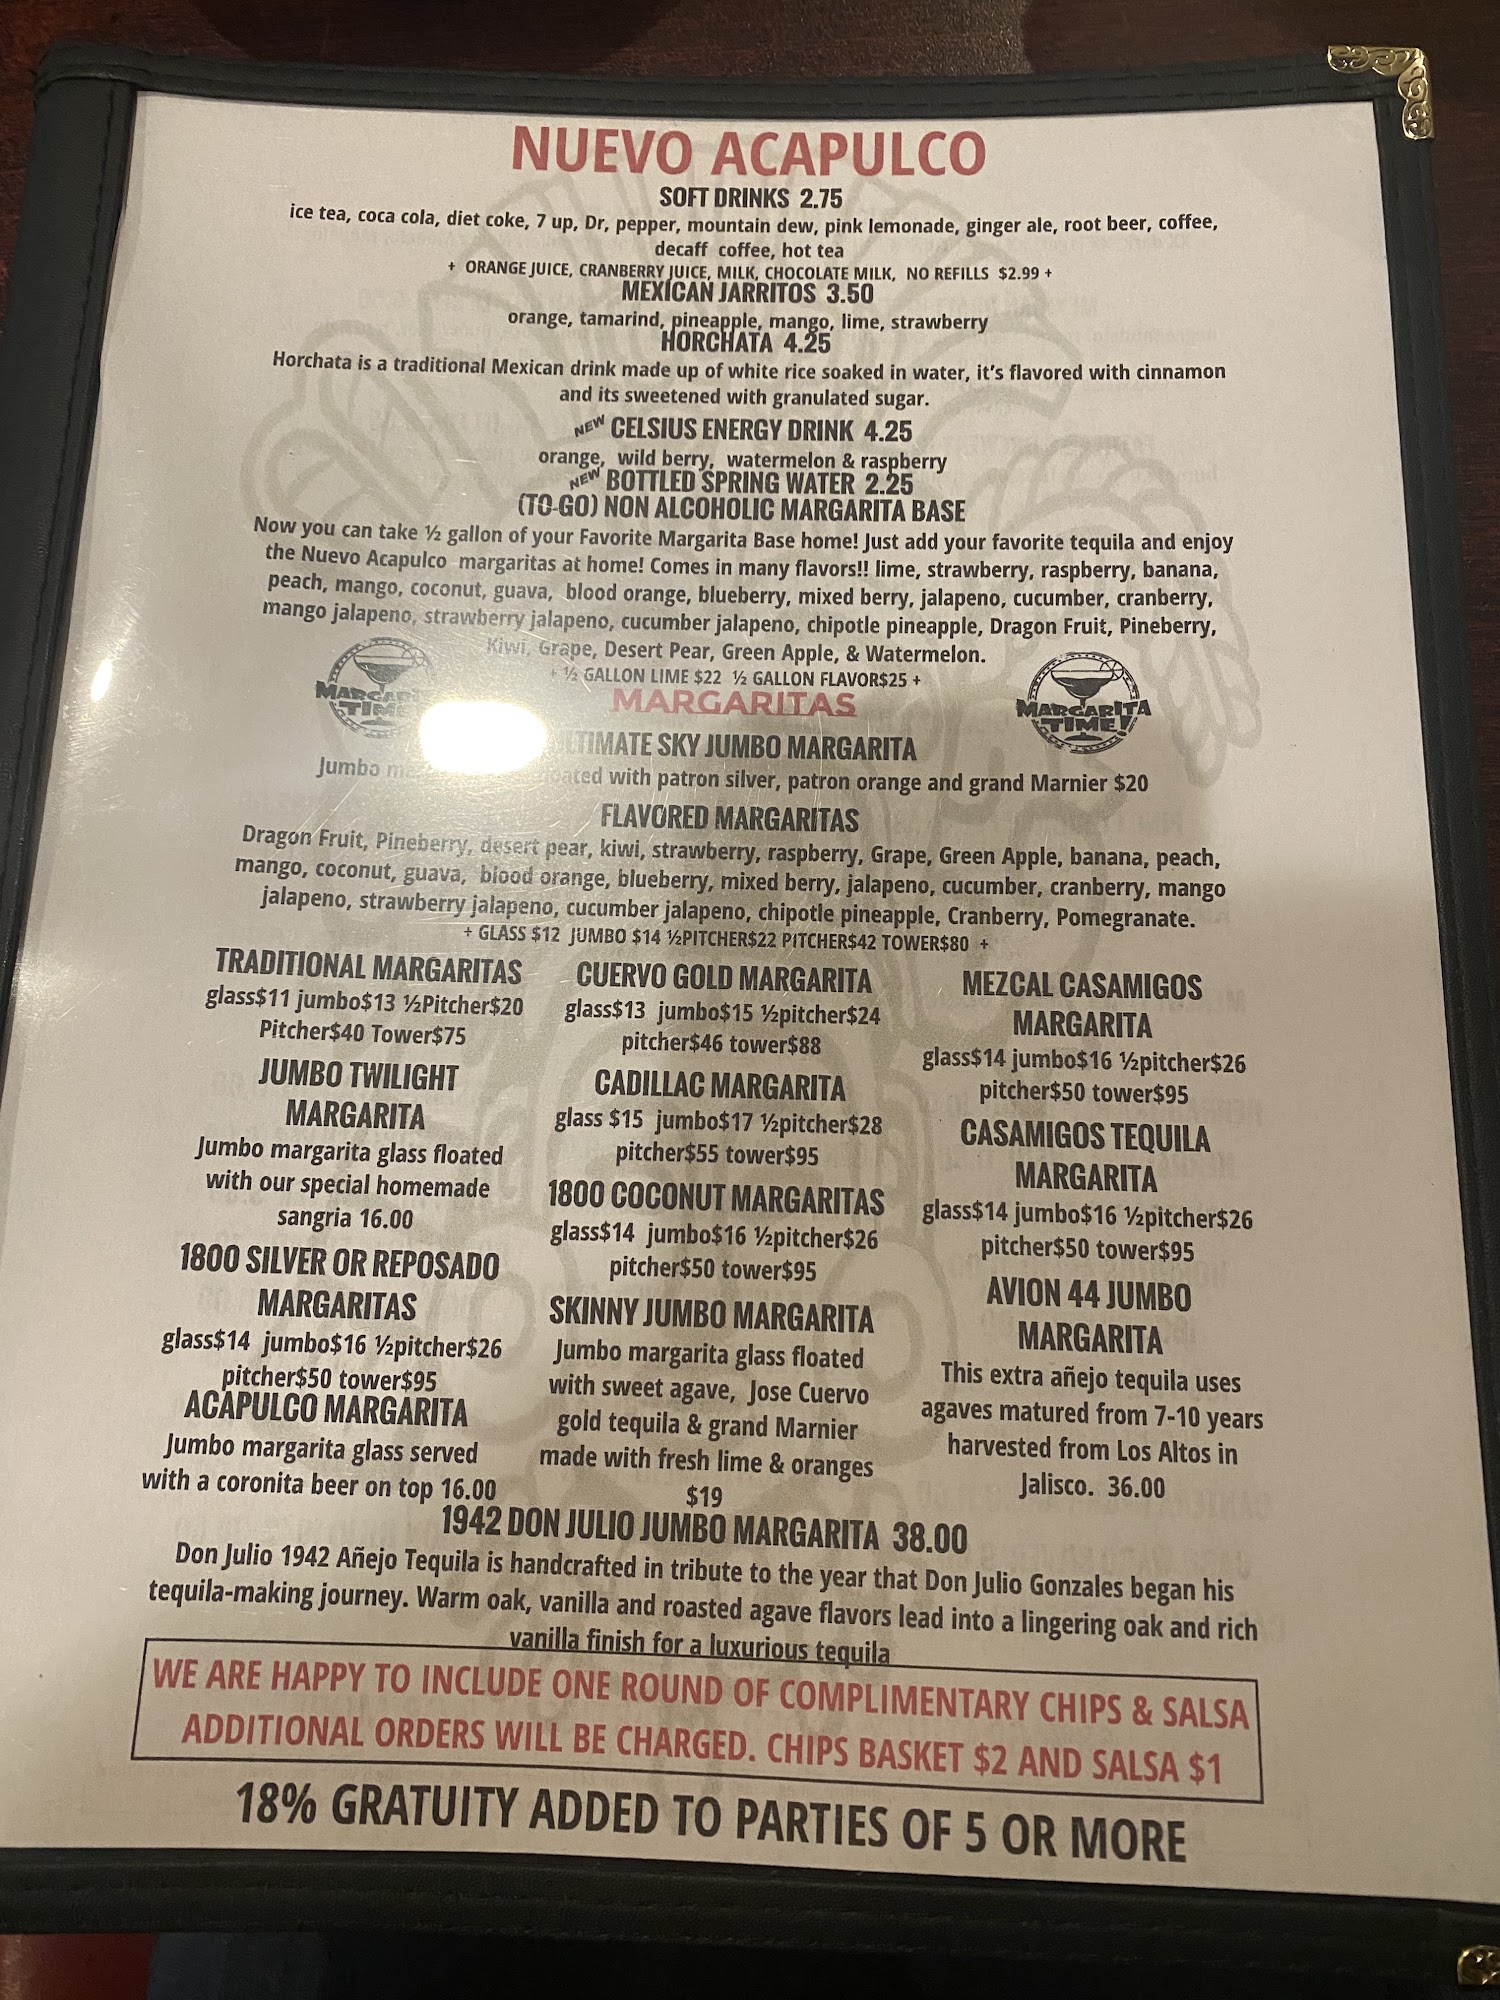 NUEVO ACAPULCO
SOFT DRINKS 2.75
ice tea, coca cola, diet coke, 7 up, Dr, pepper, mountain dew, pink lemonade, ginger ale, root beer, coffee,
decaff coffee, hot tea
+ ORANGE JUICE, CRANBERRY JUICE, MILK, CHOCOLATE MILK, NO REFILLS $2.99 +
MEXICAN JARRITOS 3.50
orange, tamarind, pineapple, mango, lime, strawberry
HORCHATA 4.25
Horchata is a traditional Mexican drink made up of white rice soaked in water, it's flavored with cinnamon
and its sweetened with granulated sugar.
NEW CELSIUS ENERGY DRINK 4.25
orange, wild berry, watermelon & raspberry
NEW BOTTLED SPRING WATER 2.25
(TO-GO) NON ALCOHOLIC MARGARITA BASE
Now you can take ½ gallon of your Favorite Margarita Base home! Just add your favorite tequila and enjoy
the Nuevo Acapulco margaritas at home! Comes in many flavors!! lime, strawberry, raspberry, banana,
peach, mango, coconut, guava, blood orange, blueberry, mixed berry, jalapeno, cucumber, cranberry,
mango jalapeno, strawberry jalapeno, cucumber jalapeno, chipotle pineapple, Dragon Fruit, Pineberry,
Kiwi, Grape, Desert Pear, Green Apple, & Watermelon.
+ ½ GALLON LIME $22 ½ GALLON FLAVOR$25 +
MARGARITAS
MARGARITA
TIME!
ULTIMATE SKY JUMBO MARGARITA
Jumbo with patron silver, patron orange and grand Marnier $20
FLAVORED MARGARITAS
Dragon Fruit, Pineberry, desert pear, kiwi, strawberry, raspberry, Grape, Green Apple, banana, peach,
mango, coconut, guava, blood orange, blueberry, mixed berry, jalapeno, cucumber, cranberry, mango
jalapeno, strawberry jalapeno, cucumber jalapeno, chipotle pineapple, Cranberry, Pomegranate.
+ GLASS $12 JUMBO $14 ½PITCHER$22 PITCHER$42 TOWER$80 +
TRADITIONAL MARGARITAS
glass$11 jumbo$13 ½Pitcher$20
Pitcher$40 Tower$75
JUMBO TWILIGHT
MARGARITA
Jumbo margarita glass floated
with our special homemade
sangria 16.00
1800 SILVER OR REPOSADO
MARGARITAS
glass$14 jumbo$16 ½pitcher$26
pitcher$50 tower$95
ACAPULCO MARGARITA
Jumbo margarita glass served
with a coronita beer on top 16.00
CUERVO GOLD MARGARITA
glass$13 jumbo$15 ½pitcher$24
pitcher$46 tower$88
CADILLAC MARGARITA
glass $15 jumbo$17 ½pitcher$28
pitcher$55 tower$95
1800 COCONUT MARGARITAS
glass$14 jumbo$16 ½pitcher$26
pitcher$50 tower$95
SKINNY JUMBO MARGARITA
Jumbo margarita glass floated
with sweet agave, Jose Cuervo
gold tequila & grand Marnier
made with fresh lime & oranges
$19
MEZCAL CASAMIGOS
MARGARITA
glass$14 jumbo$16 ½pitcher$26
pitcher$50 tower$95
CASAMIGOS TEQUILA
MARGARITA
glass$14 jumbo$16 ½pitcher$26
pitcher$50 tower$95
AVION 44 JUMBO
MARGARITA
This extra añejo tequila uses
agaves matured from 7-10 years
harvested from Los Altos in
Jalisco. 36.00
1942 DON JULIO JUMBO MARGARITA 38.00
Don Julio 1942 Añejo Tequila is handcrafted in tribute to the year that Don Julio Gonzales began his
tequila-making journey. Warm oak, vanilla and roasted agave flavors lead into a lingering oak and rich
vanilla finish for a luxurious tequila
WE ARE HAPPY TO INCLUDE ONE ROUND OF COMPLIMENTARY CHIPS & SALSA
ADDITIONAL ORDERS WILL BE CHARGED. CHIPS BASKET $2 AND SALSA $1
18% GRATUITY ADDED TO PARTIES OF 5 OR MORE